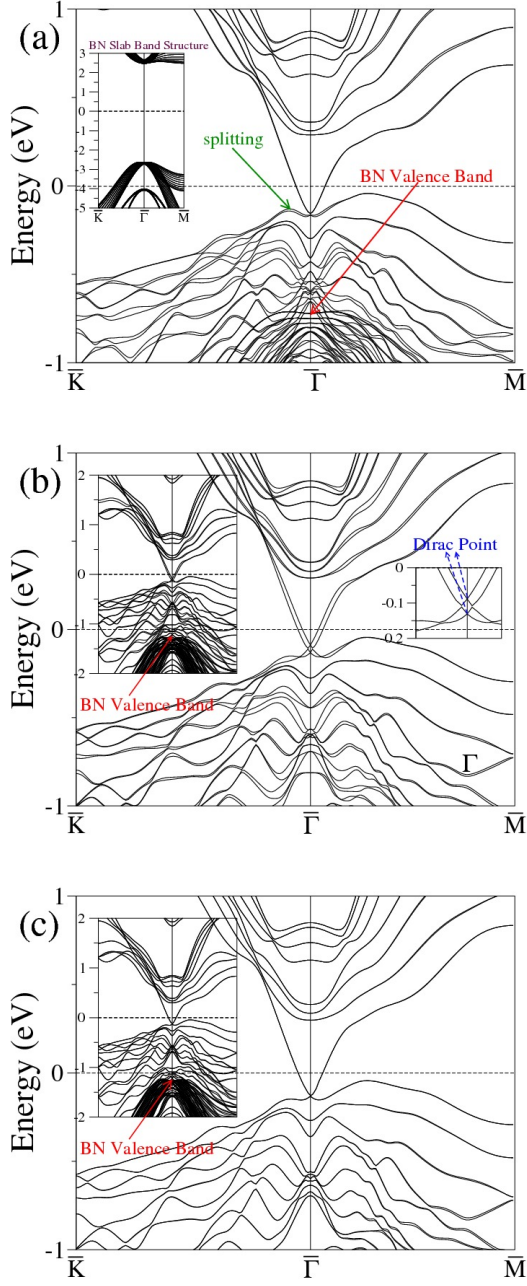 (a)
BN Slab Band Structure
3
2
1
0
-1
-2
-3
-4
-5
K̅ Γ̅ M̅
1
0
-1
Energy (eV)
splitting
BN Valence Band
K̅ Γ̅ M̅
(b)
1
0
-1
Energy (eV)
2
1
0
-1
-2
BN Valence Band
Dirac Point
0
-0.1
-0.2
Γ
K̅ Γ̅ M̅
(c)
1
0
-1
Energy (eV)
2
1
0
-1
-2
BN Valence Band
K̅ Γ̅ M̅